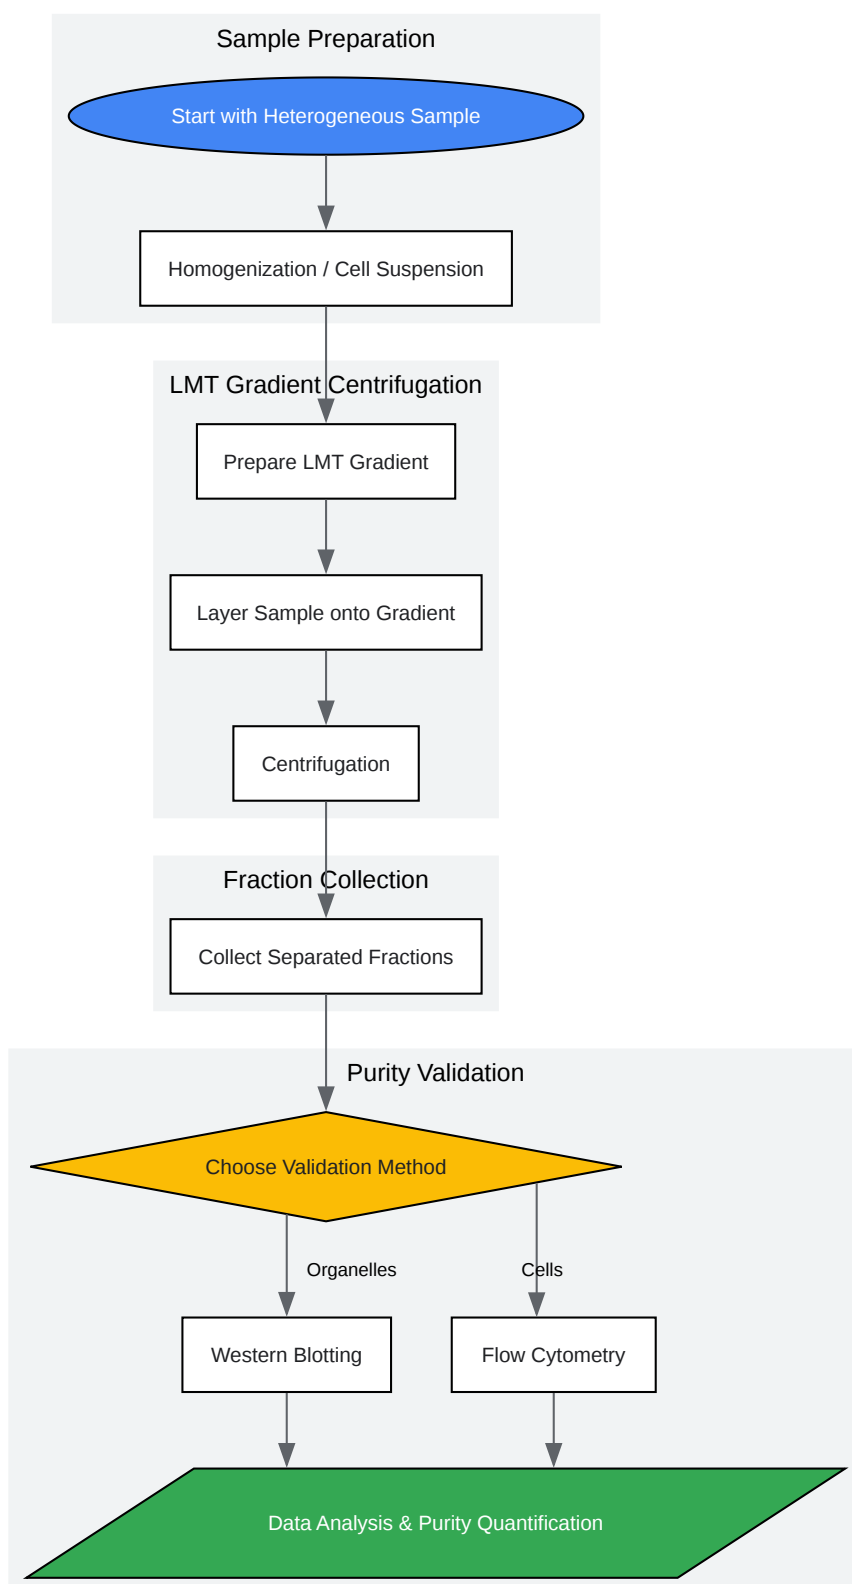 Sample Preparation
Start with Heterogeneous Sample
Homogenization / Cell Suspension
LMT Gradient Centrifugation
Prepare LMT Gradient
Layer Sample onto Gradient
Centrifugation
Fraction Collection
Collect Separated Fractions
Purity Validation
Choose Validation Method
Organelles
Cells
Western Blotting
Flow Cytometry
Data Analysis & Purity Quantification